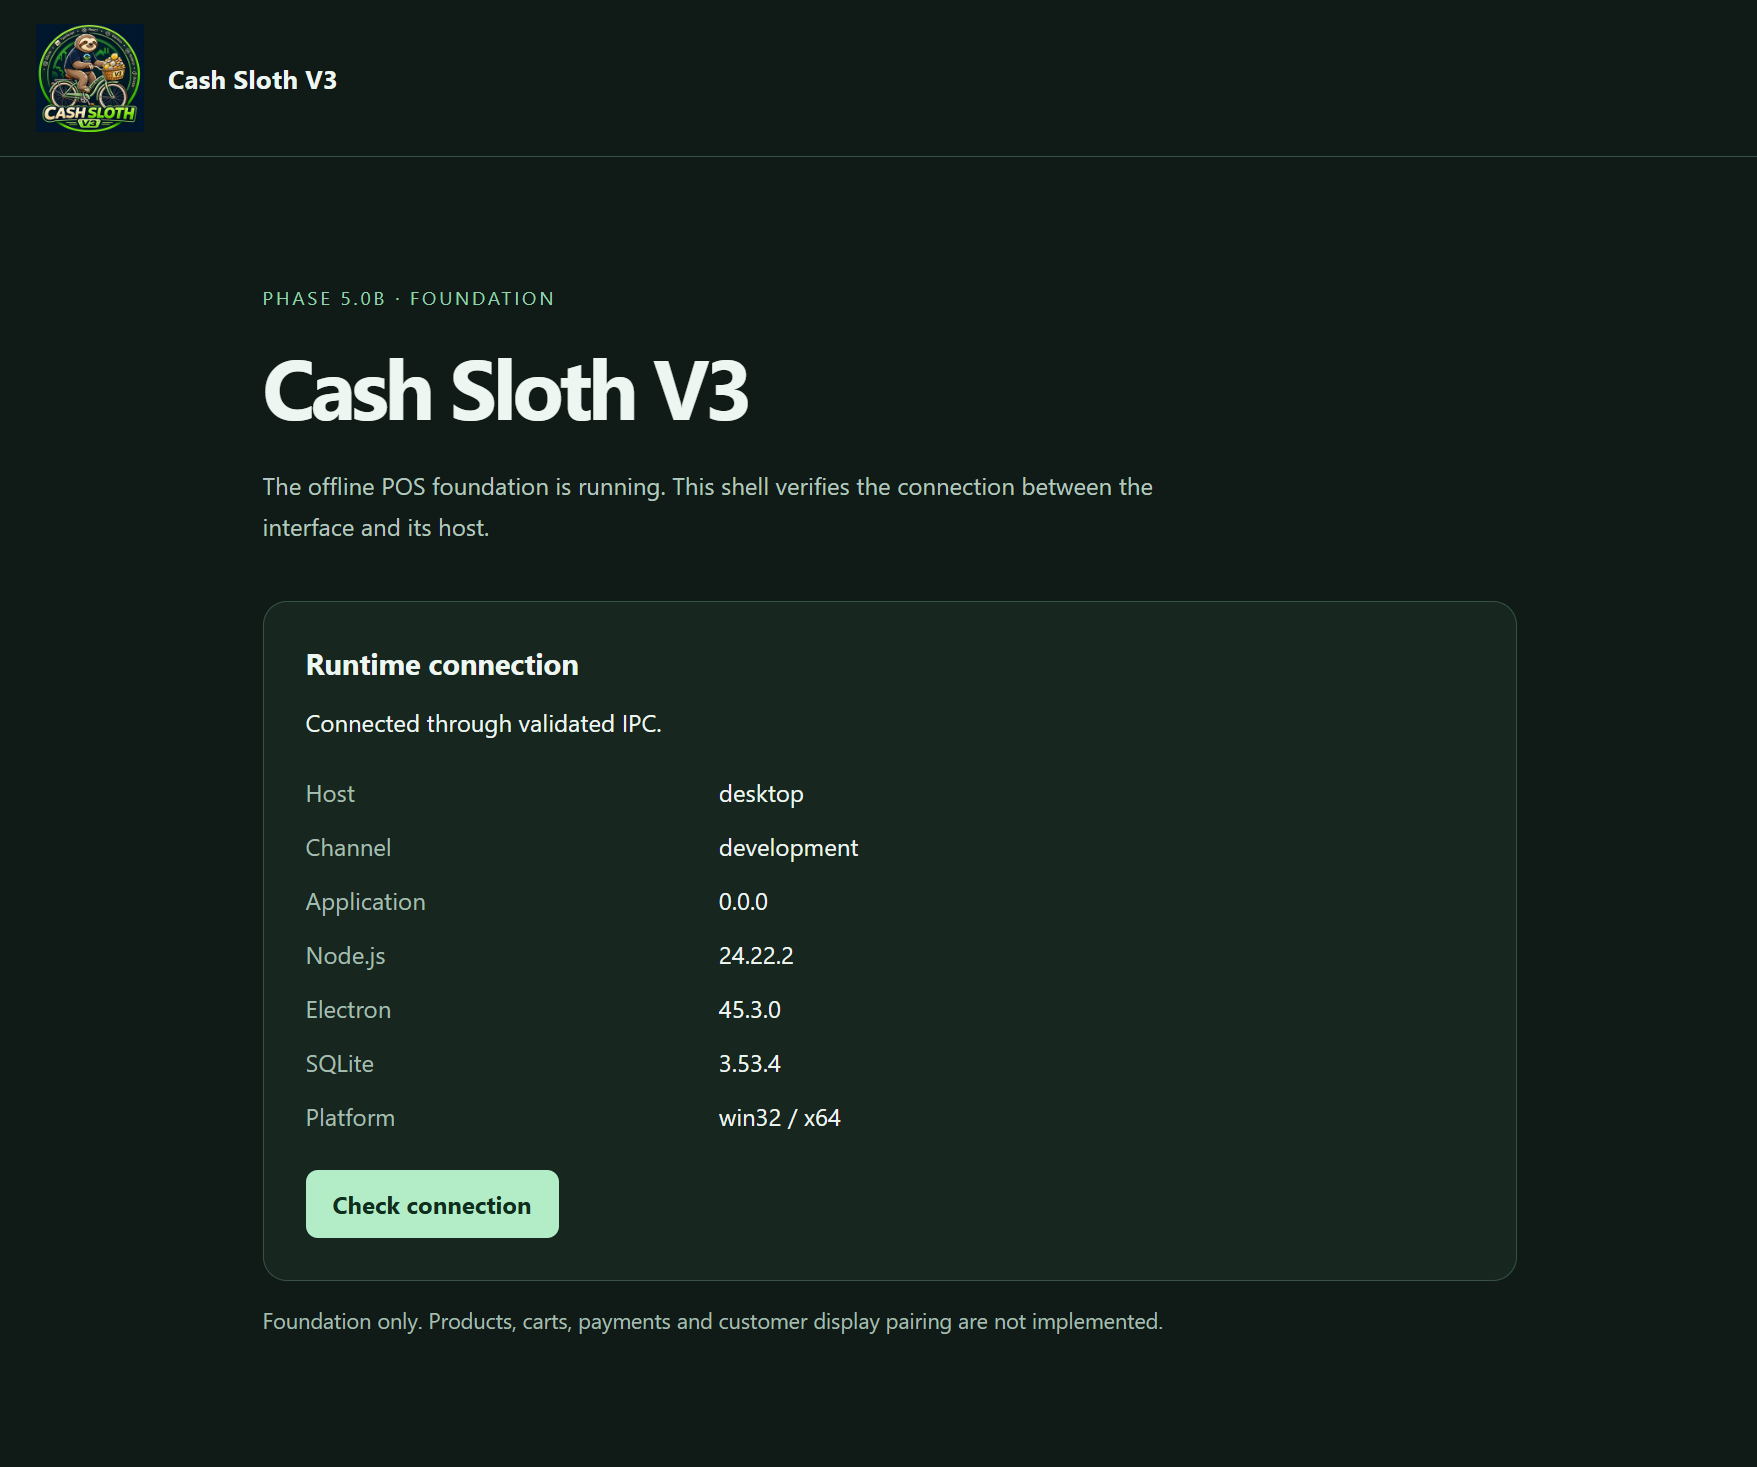 CASH SLOTH
V3
Cash Sloth V3
PHASE 5.0B · FOUNDATION
Cash Sloth V3
The offline POS foundation is running. This shell verifies the connection between the
interface and its host.
Runtime connection
Connected through validated IPC.
Host desktop
Channel development
Application 0.0.0
Node.js 24.22.2
Electron 45.3.0
SQLite 3.53.4
Platform win32 / x64
Check connection
Foundation only. Products, carts, payments and customer display pairing are not implemented.